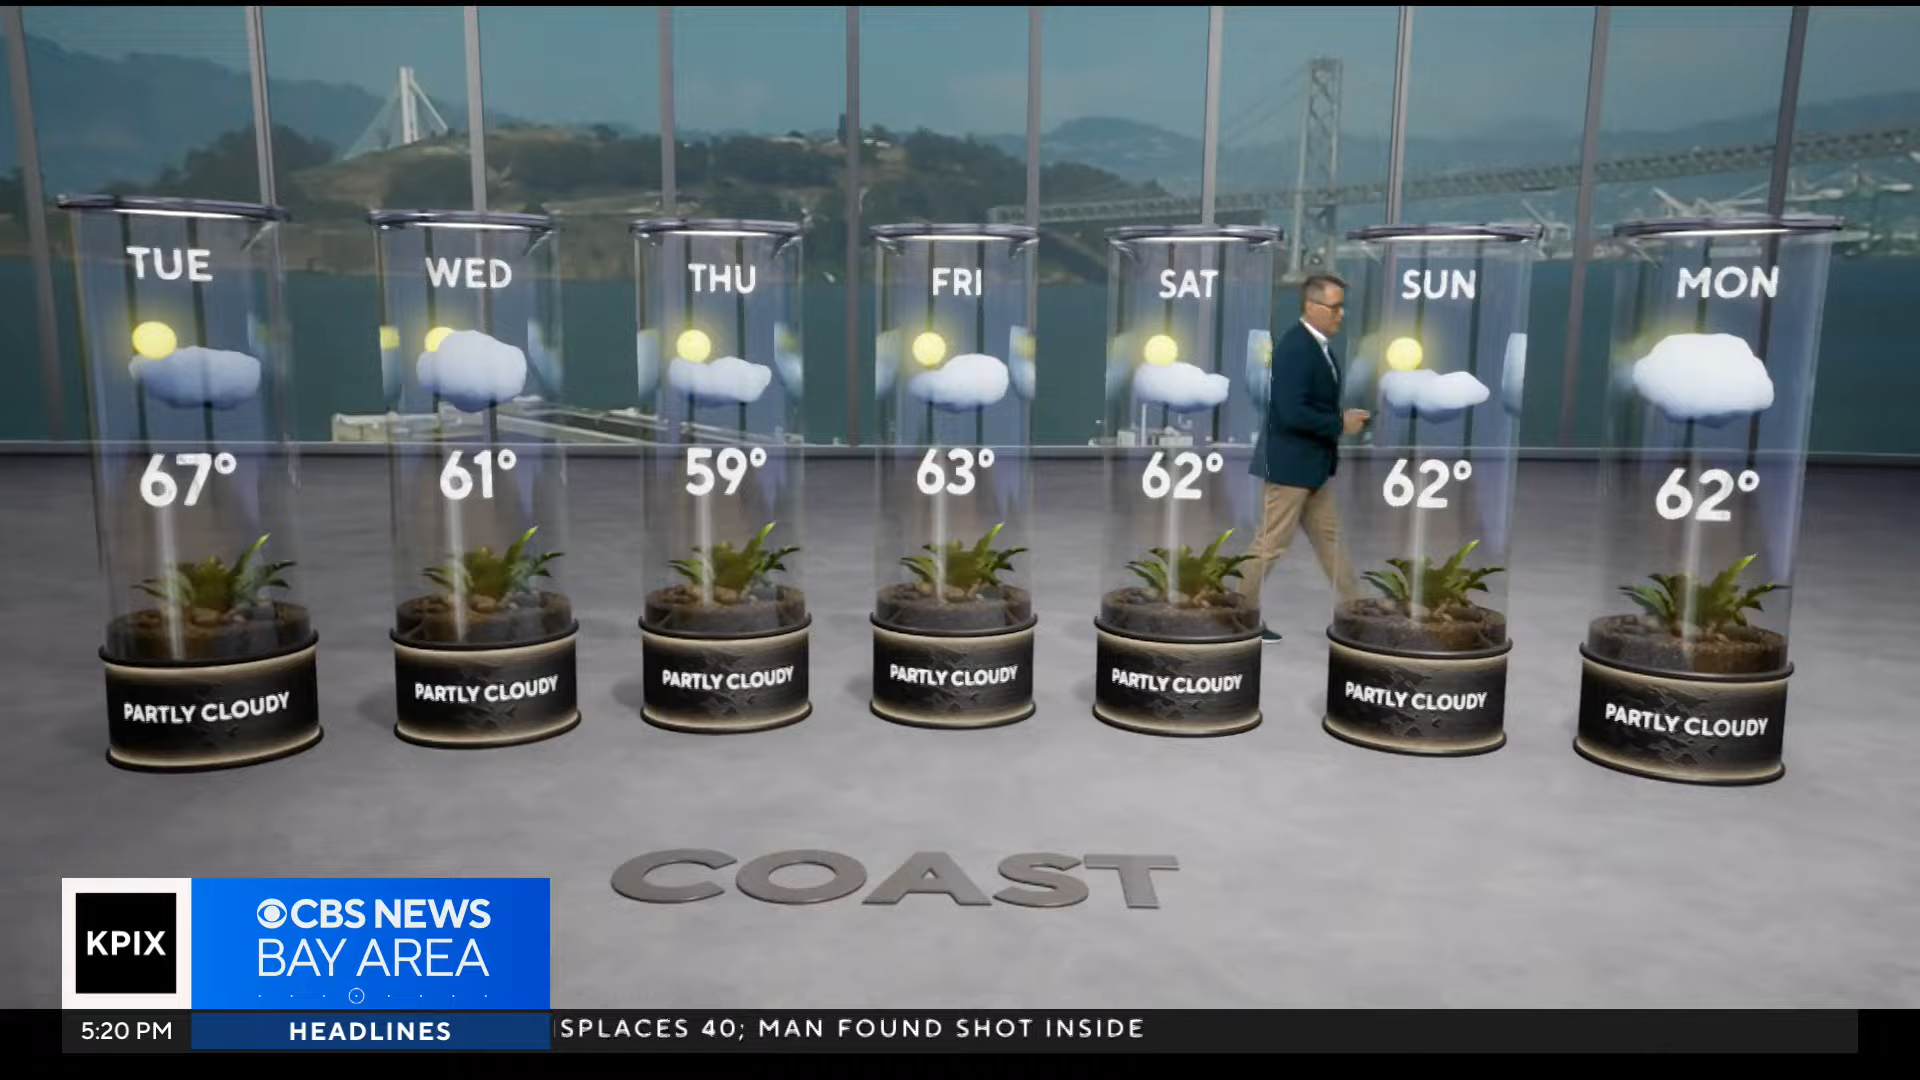 TUE
WED
THU
FRI
SAT
SUN
MON
67°
61°
59°
63°
62°
62°
62°
PARTLY CLOUDY
PARTLY CLOUDY
PARTLY CLOUDY
PARTLY CLOUDY
PARTLY CLOUDY
PARTLY CLOUDY
PARTLY CLOUDY
COAST
KPIX
CBS NEWS
BAY AREA
5:20 PM
HEADLINES
ISPLACES 40; MAN FOUND SHOT INSIDE